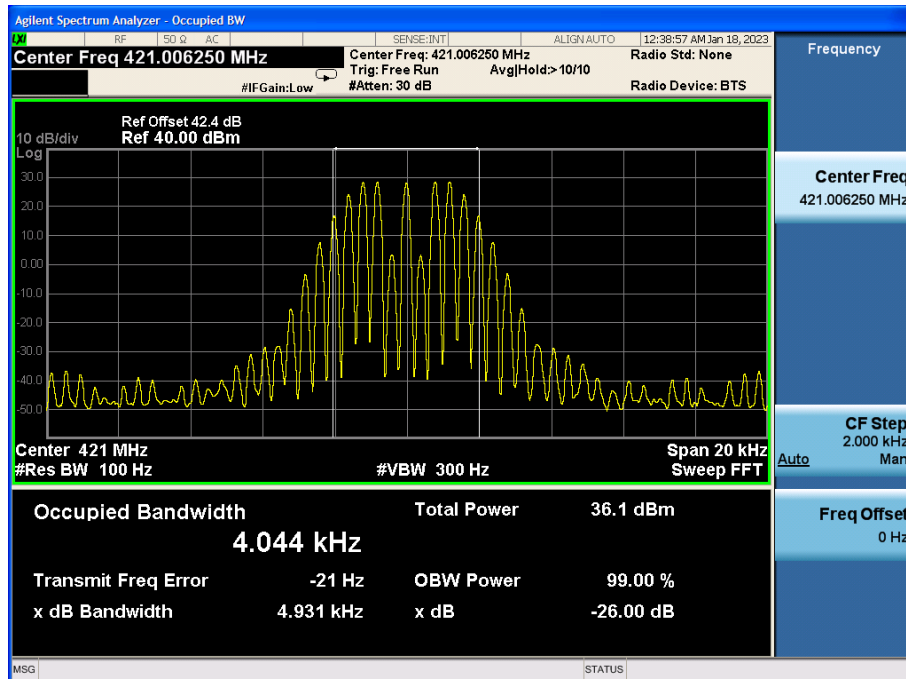 Agilent Spectrum Analyzer - Occupied BW
LXI RF 50 Ω AC SENSE:INT ALIGN AUTO 12:38:57 AM Jan 18, 2023
Center Freq 421.006250 MHz
Center Freq: 421.006250 MHz
Radio Std: None
Trig: Free Run Avg|Hold:>10/10
#IFGain:Low
#Atten: 30 dB
Radio Device: BTS
Ref Offset 42.4 dB
10 dB/div Ref 40.00 dBm
Log
30.0
20.0
10.0
0.00
-10.0
-20.0
-30.0
-40.0
-50.0
Center 421 MHz Span 20 kHz
#Res BW 100 Hz #VBW 300 Hz Sweep FFT
Occupied Bandwidth
4.044 kHz
Total Power 36.1 dBm
Transmit Freq Error -21 Hz OBW Power 99.00 %
x dB Bandwidth 4.931 kHz x dB -26.00 dB
MSG STATUS
Frequency
Center Freq
421.006250 MHz
CF Step
2.000 kHz
Auto Man
Freq Offset
0 Hz